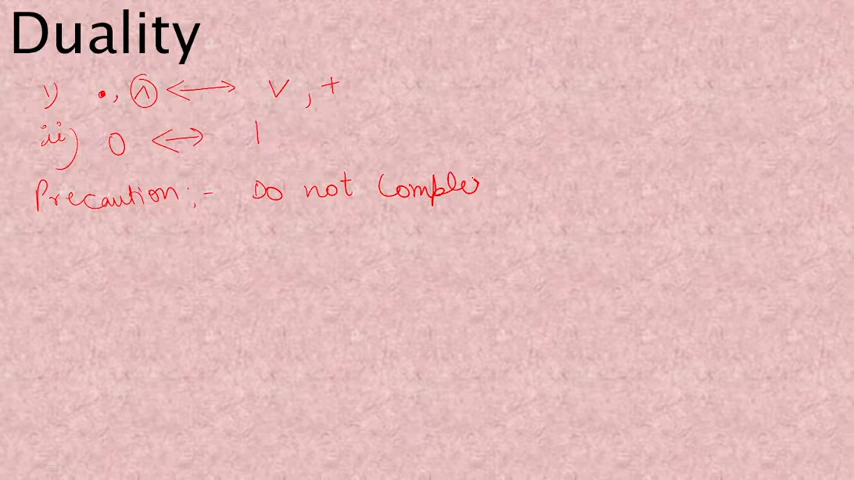 Duality
i) ., ∧ ⟷ ∨, +
ii) 0 ⟷ 1
Precaution :- Do not Comple